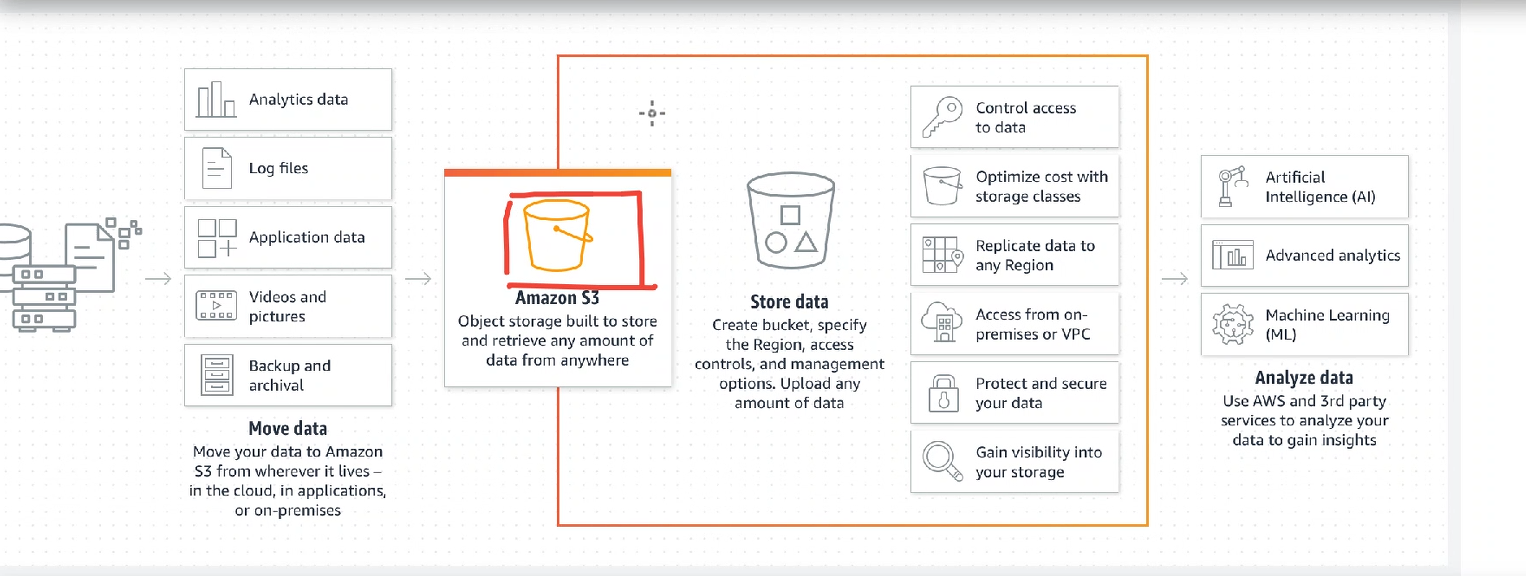 Analytics data
Log files
Application data
Videos and
pictures
Backup and
archival
Move data
Move your data to Amazon
S3 from wherever it lives –
in the cloud, in applications,
or on-premises
Amazon S3
Object storage built to store
and retrieve any amount of
data from anywhere
Store data
Create bucket, specify
the Region, access
controls, and management
options. Upload any
amount of data
Control access
to data
Optimize cost with
storage classes
Replicate data to
any Region
Access from on-
premises or VPC
Protect and secure
your data
Gain visibility into
your storage
Artificial
Intelligence (AI)
Advanced analytics
Machine Learning
(ML)
Analyze data
Use AWS and 3rd party
services to analyze your
data to gain insights